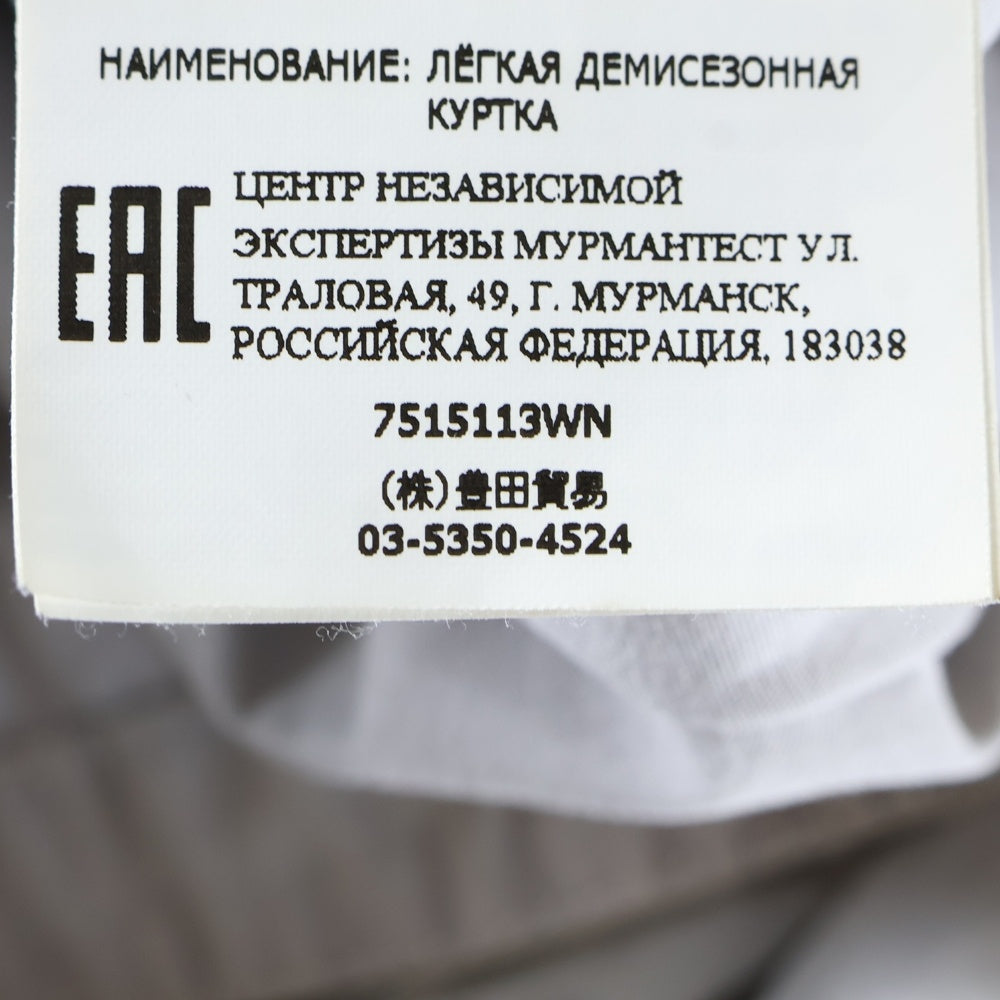 НАИМЕНОВАНИЕ: ЛЁГКАЯ ДЕМИСЕЗОННАЯ
КУРТКА
EAC
ЦЕНТР НЕЗАВИСИМОЙ
ЭКСПЕРТИЗЫ МУРМАНТЕСТ УЛ.
ТРАЛОВАЯ, 49, Г. МУРМАНСК,
РОССИЙСКАЯ ФЕДЕРАЦИЯ, 183038
7515113WN
(株)豊田貿易
03-5350-4524